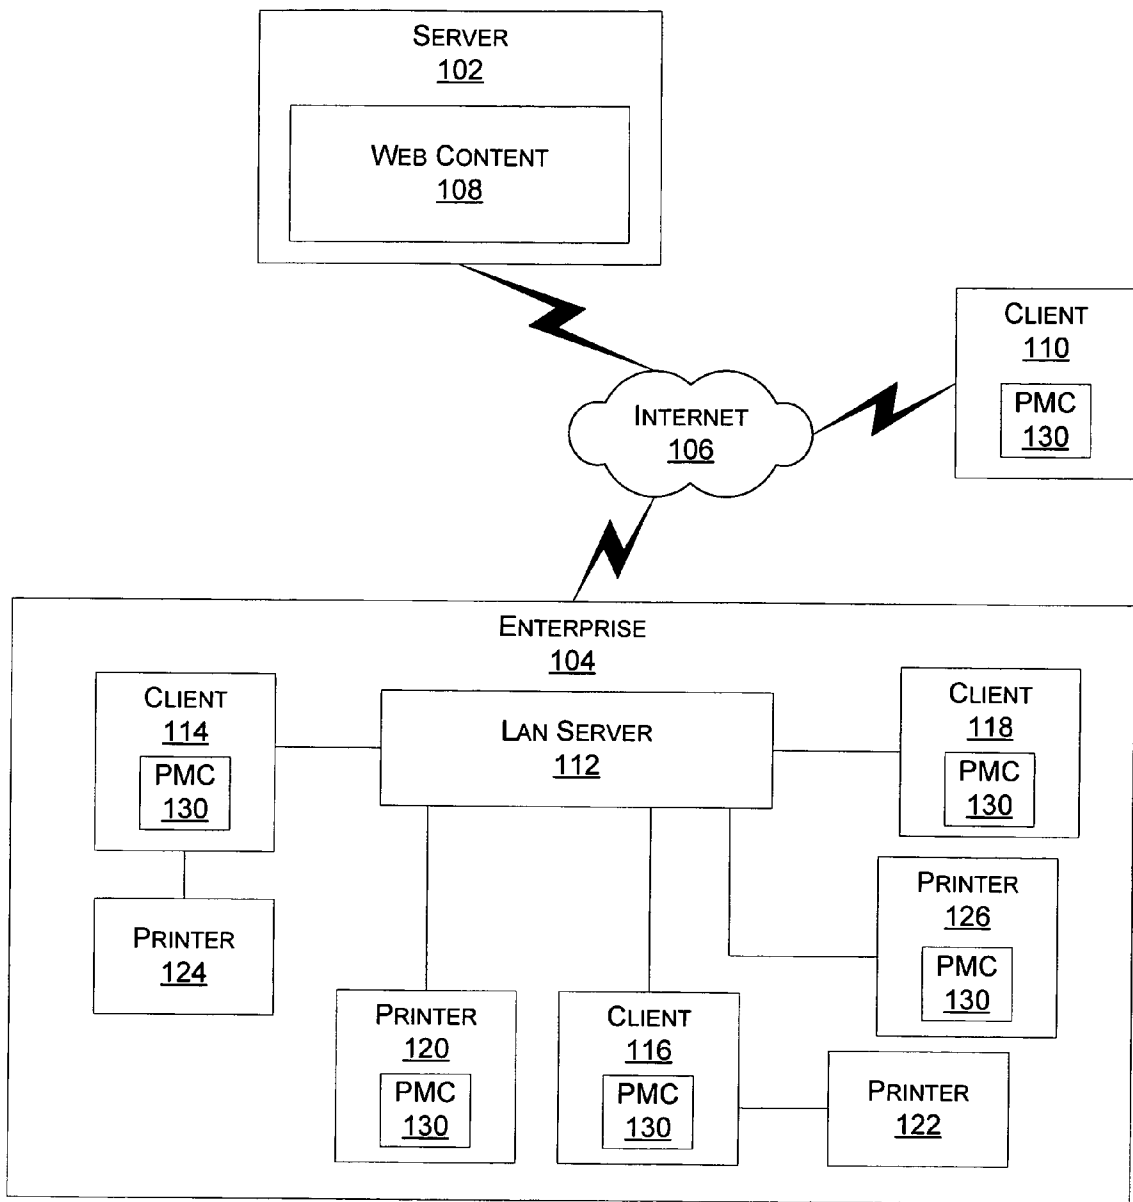 SERVER
102
WEB CONTENT
108
CLIENT
110
PMC
130
INTERNET
106
ENTERPRISE
104
CLIENT
114
PMC
130
LAN SERVER
112
CLIENT
118
PMC
130
PRINTER
124
PRINTER
126
PMC
130
PRINTER
120
PMC
130
CLIENT
116
PMC
130
PRINTER
122